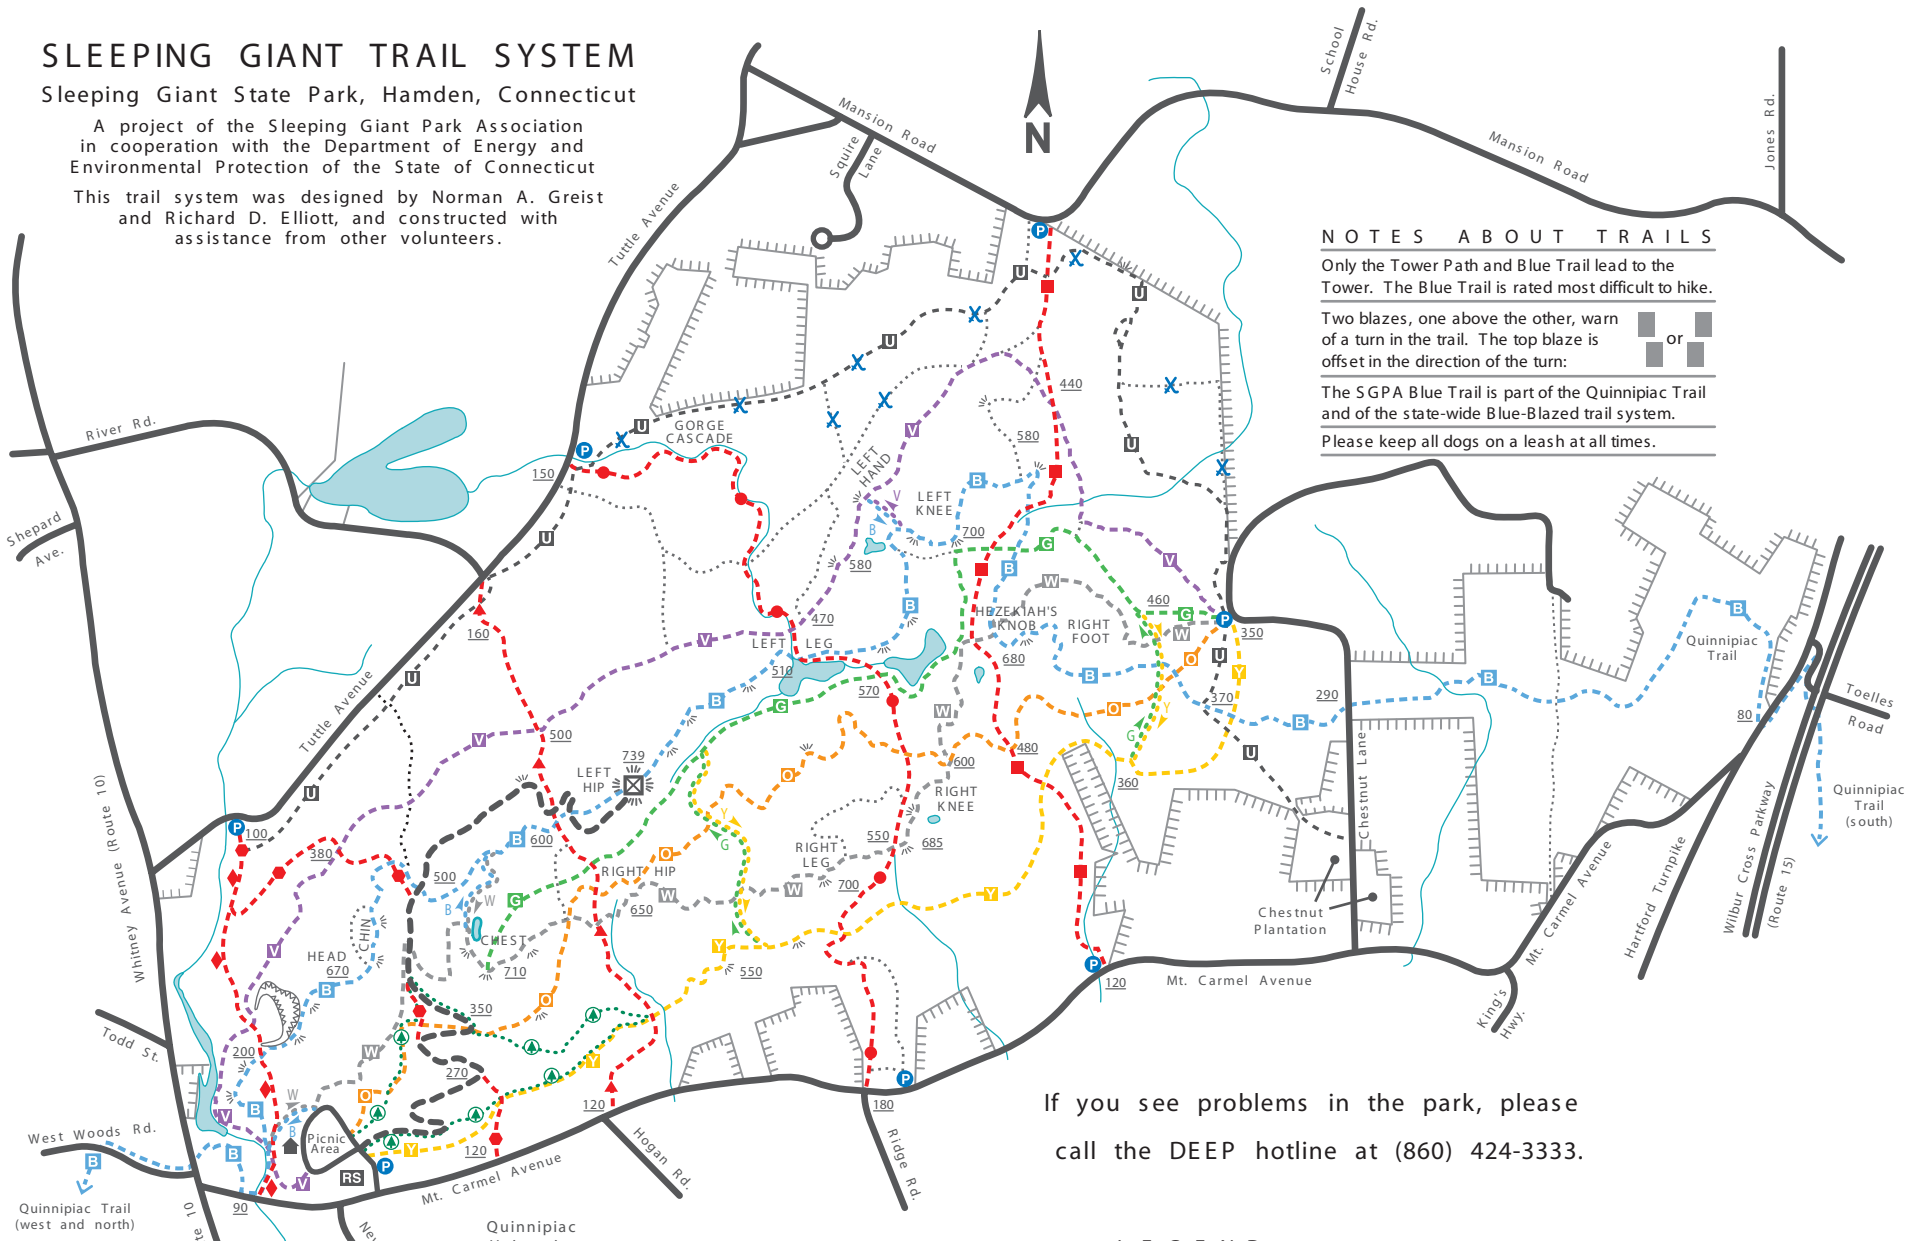 SLEEPING GIANT TRAIL SYSTEM
Sleeping Giant State Park, Hamden, Connecticut
A project of the Sleeping Giant Park Association
in cooperation with the Department of Energy and
Environmental Protection of the State of Connecticut
This trail system was designed by Norman A. Greist
and Richard D. Elliott, and constructed with
assistance from other volunteers.
N
Mansion Road
Squire
Lane
Tuttle Avenue
School
House Rd.
Mansion Road
Jones Rd.
NOTES ABOUT TRAILS
Only the Tower Path and Blue Trail lead to the
Tower. The Blue Trail is rated most difficult to hike.
Two blazes, one above the other, warn
of a turn in the trail. The top blaze is
offset in the direction of the turn:
or
The SGPA Blue Trail is part of the Quinnipiac Trail
and of the state-wide Blue-Blazed trail system.
Please keep all dogs on a leash at all times.
P
U
U
U
X
X
X
X
X
X
X
X
X
440
580
River Rd.
P
U
GORGE
CASCADE
V
LEFT
HAND
U
150
B
V
LEFT
KNEE
B
700
Shepard
Ave.
U
G
V
580
B
W
160
B
470
HEZEKIAH'S
KNOB
RIGHT
FOOT
460
G
W
P
350
V
LEFT LEG
680
O
U
Y
B
Quinnipiac
Trail
U
510
570
B
B
290
80
Toelles
Road
Tuttle Avenue
B
G
W
O
Y
G
370
B
V
500
739
LEFT
HIP
480
600
O
360
U
Chestnut Lane
RIGHT
KNEE
U
Quinnipiac
Trail
(south)
P
100
380
B
600
Y
G
550
685
RIGHT
LEG
Whitney Avenue (Route 10)
500
O
RIGHT HIP
W
W
700
Y
Chestnut
Plantation
Mt. Carmel Avenue
Hartford Turnpike
Wilbur Cross Parkway
(Route 15)
B
W
G
650
CHIN
V
CHEST
HEAD
670
B
710
Y
550
P
120
Mt. Carmel Avenue
King's
Hwy.
350
O
Todd St.
200
W
270
Y
O
W
B
V
B
120
180
P
West Woods Rd.
B
B
Picnic
Area
Y
120
P
RS
V
Hogan Rd.
Ridge Rd.
Mt. Carmel Avenue
90
Quinnipiac Trail
(west and north)
Quinnipiac
If you see problems in the park, please
call the DEEP hotline at (860) 424-3333.